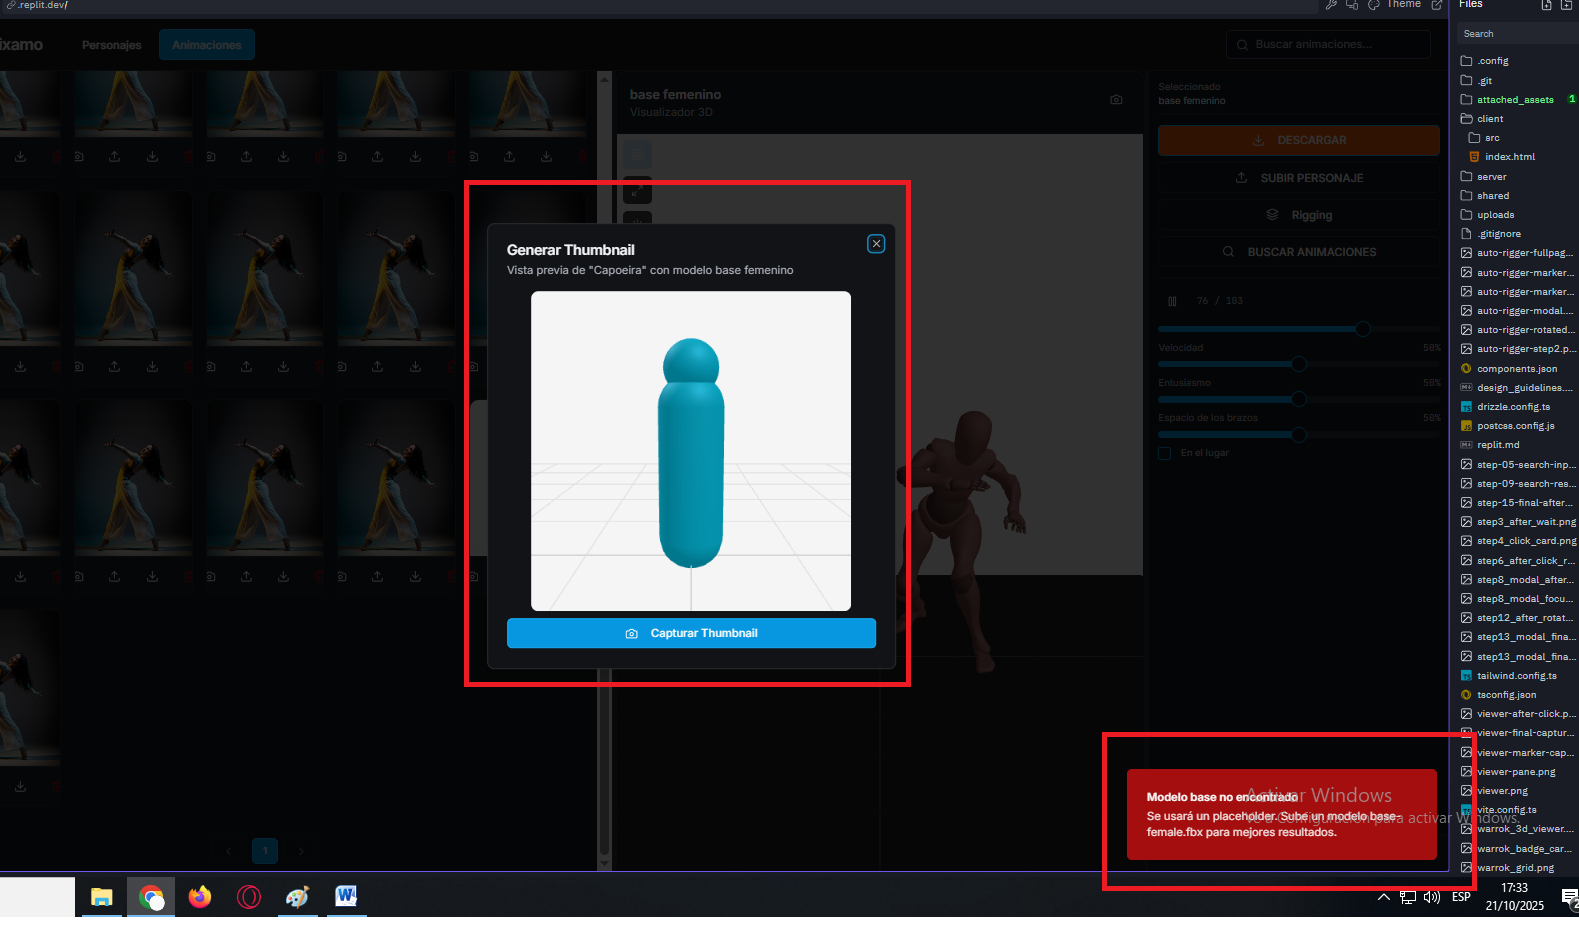 .replit.dev/
Theme
Files
ixamo
Personajes
Animaciones
Buscar animaciones...
Search
base femenino
Visualizador 3D
Seleccionado
base femenino
DESCARGAR
SUBIR PERSONAJE
Rigging
BUSCAR ANIMACIONES
76 / 103
Velocidad
50%
Entusiasmo
50%
Espacio de los brazos
50%
En el lugar
Generar Thumbnail
Vista previa de "Capoeira" con modelo base femenino
Capturar Thumbnail
1
Modelo base no encontrado
Se usará un placeholder. Sube un modelo base-
female.fbx para mejores resultados.
Activar Windows
Ve a Configuración para activar Windows.
.config
.git
attached_assets
1
client
src
index.html
server
shared
uploads
.gitignore
auto-rigger-fullpag...
auto-rigger-marker...
auto-rigger-marker...
auto-rigger-modal....
auto-rigger-rotated...
auto-rigger-step2.p...
components.json
design_guidelines....
drizzle.config.ts
postcss.config.js
replit.md
step-05-search-inp...
step-09-search-res...
step-15-final-after...
step3_after_wait.png
step4_click_card.png
step6_after_click_r...
step8_modal_after...
step8_modal_focu...
step12_after_rotat...
step13_modal_fina...
step13_modal_fina...
tailwind.config.ts
tsconfig.json
viewer-after-click.p...
viewer-final-captur...
viewer-marker-cap...
viewer-pane.png
viewer.png
vite.config.ts
warrok_3d_viewer....
warrok_badge_car...
warrok_grid.png
ESP
17:33
21/10/2025